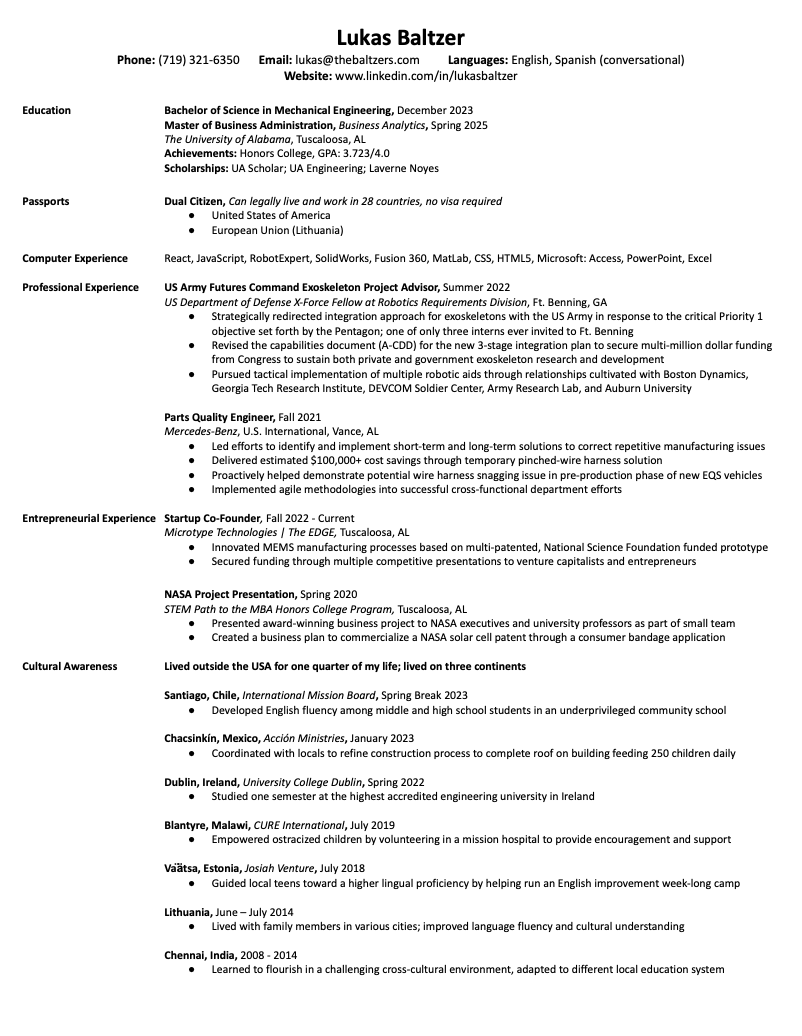 Lukas Baltzer
Phone: (719) 321-6350 Email: lukas@thebaltzers.com Languages: English, Spanish (conversational)
Website: www.linkedin.com/in/lukasbaltzer
Education Bachelor of Science in Mechanical Engineering, December 2023
Master of Business Administration, Business Analytics, Spring 2025
The University of Alabama, Tuscaloosa, AL
Achievements: Honors College, GPA: 3.723/4.0
Scholarships: UA Scholar; UA Engineering; Laverne Noyes
Passports Dual Citizen, Can legally live and work in 28 countries, no visa required
● United States of America
● European Union (Lithuania)
Computer Experience React, JavaScript, RobotExpert, SolidWorks, Fusion 360, MatLab, CSS, HTML5, Microsoft: Access, PowerPoint, Excel
Professional Experience US Army Futures Command Exoskeleton Project Advisor, Summer 2022
US Department of Defense X-Force Fellow at Robotics Requirements Division, Ft. Benning, GA
● Strategically redirected integration approach for exoskeletons with the US Army in response to the critical Priority 1
objective set forth by the Pentagon; one of only three interns ever invited to Ft. Benning
● Revised the capabilities document (A-CDD) for the new 3-stage integration plan to secure multi-million dollar funding
from Congress to sustain both private and government exoskeleton research and development
● Pursued tactical implementation of multiple robotic aids through relationships cultivated with Boston Dynamics,
Georgia Tech Research Institute, DEVCOM Soldier Center, Army Research Lab, and Auburn University
Parts Quality Engineer, Fall 2021
Mercedes-Benz, U.S. International, Vance, AL
● Led efforts to identify and implement short-term and long-term solutions to correct repetitive manufacturing issues
● Delivered estimated $100,000+ cost savings through temporary pinched-wire harness solution
● Proactively helped demonstrate potential wire harness snagging issue in pre-production phase of new EQS vehicles
● Implemented agile methodologies into successful cross-functional department efforts
Entrepreneurial Experience Startup Co-Founder, Fall 2022 - Current
Microtype Technologies | The EDGE, Tuscaloosa, AL
● Innovated MEMS manufacturing processes based on multi-patented, National Science Foundation funded prototype
● Secured funding through multiple competitive presentations to venture capitalists and entrepreneurs
NASA Project Presentation, Spring 2020
STEM Path to the MBA Honors College Program, Tuscaloosa, AL
● Presented award-winning business project to NASA executives and university professors as part of small team
● Created a business plan to commercialize a NASA solar cell patent through a consumer bandage application
Cultural Awareness Lived outside the USA for one quarter of my life; lived on three continents
Santiago, Chile, International Mission Board, Spring Break 2023
● Developed English fluency among middle and high school students in an underprivileged community school
Chacsinkín, Mexico, Acción Ministries, January 2023
● Coordinated with locals to refine construction process to complete roof on building feeding 250 children daily
Dublin, Ireland, University College Dublin, Spring 2022
● Studied one semester at the highest accredited engineering university in Ireland
Blantyre, Malawi, CURE International, July 2019
● Empowered ostracized children by volunteering in a mission hospital to provide encouragement and support
Väätsa, Estonia, Josiah Venture, July 2018
● Guided local teens toward a higher lingual proficiency by helping run an English improvement week-long camp
Lithuania, June – July 2014
● Lived with family members in various cities; improved language fluency and cultural understanding
Chennai, India, 2008 - 2014
● Learned to flourish in a challenging cross-cultural environment, adapted to different local education system